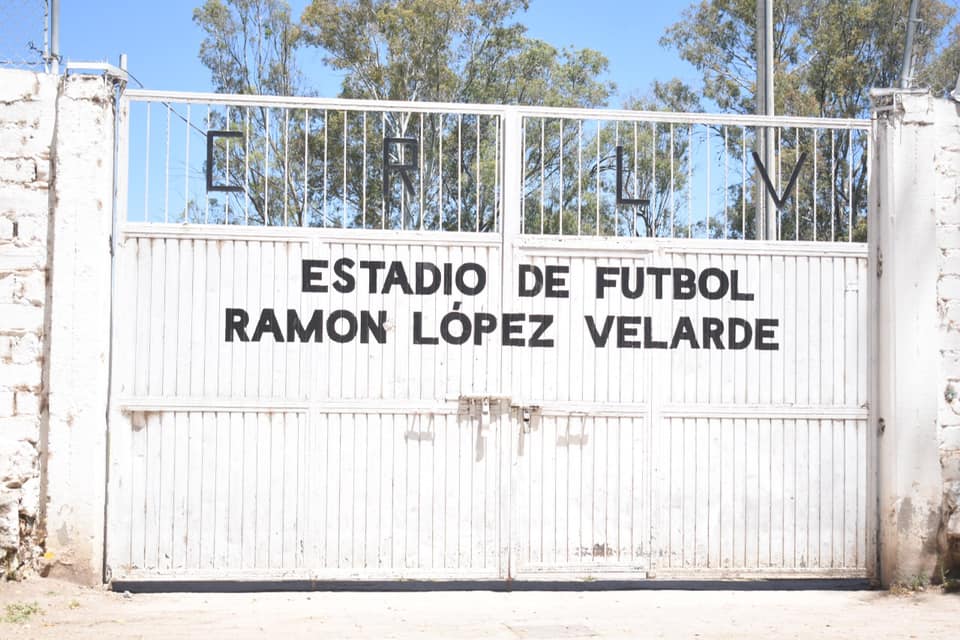 E R L V
ESTADIO DE FUTBOL
RAMON LÓPEZ VELARDE